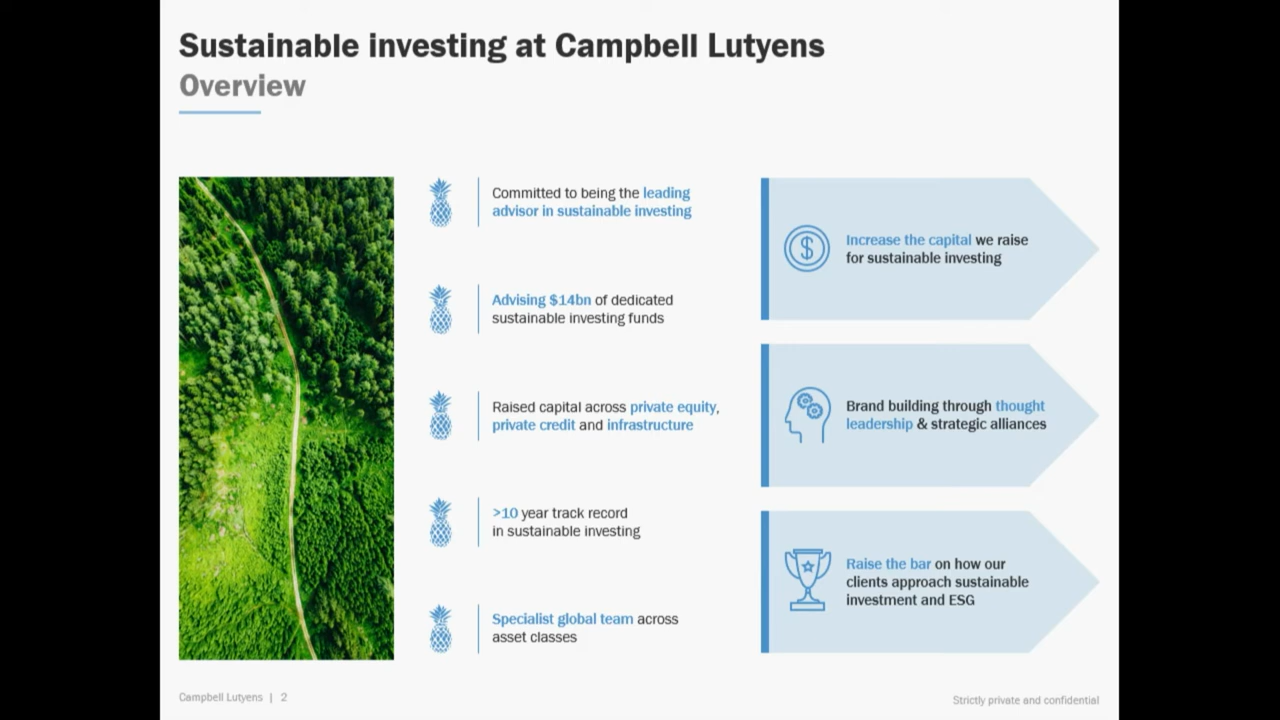 Sustainable investing at Campbell Lutyens
Overview
Committed to being the leading
advisor in sustainable investing
Advising $14bn of dedicated
sustainable investing funds
Raised capital across private equity,
private credit and infrastructure
>10 year track record
in sustainable investing
Specialist global team across
asset classes
$
Increase the capital we raise
for sustainable investing
Brand building through thought
leadership & strategic alliances
Raise the bar on how our
clients approach sustainable
investment and ESG
Campbell Lutyens | 2
Strictly private and confidential